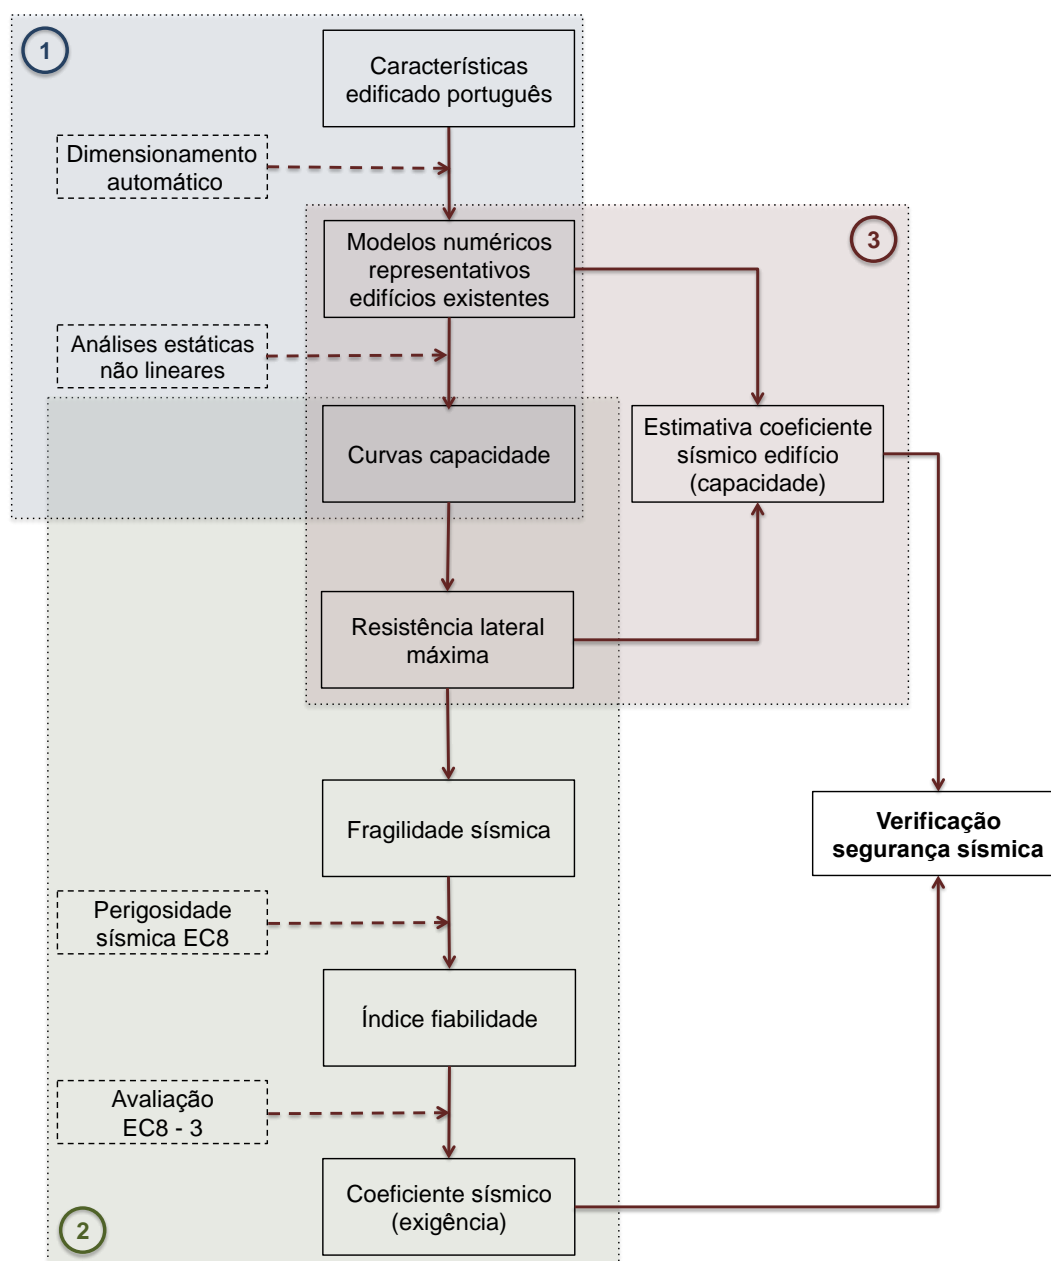 1
Característícas
edificado português
Dimensionamento
automático
3
Modelos numéricos
representativos
edifícios existentes
Análises estáticas
não lineares
Curvas capacidade
Estimativa coeficiente
sísmico edifício
(capacidade)
Resistência lateral
máxima
Fragilidade sísmica
Verificação
segurança sísmica
Perigosidade
sísmica EC8
Índice fiabilidade
Avaliação
EC8 - 3
Coeficiente sísmico
(exigência)
2